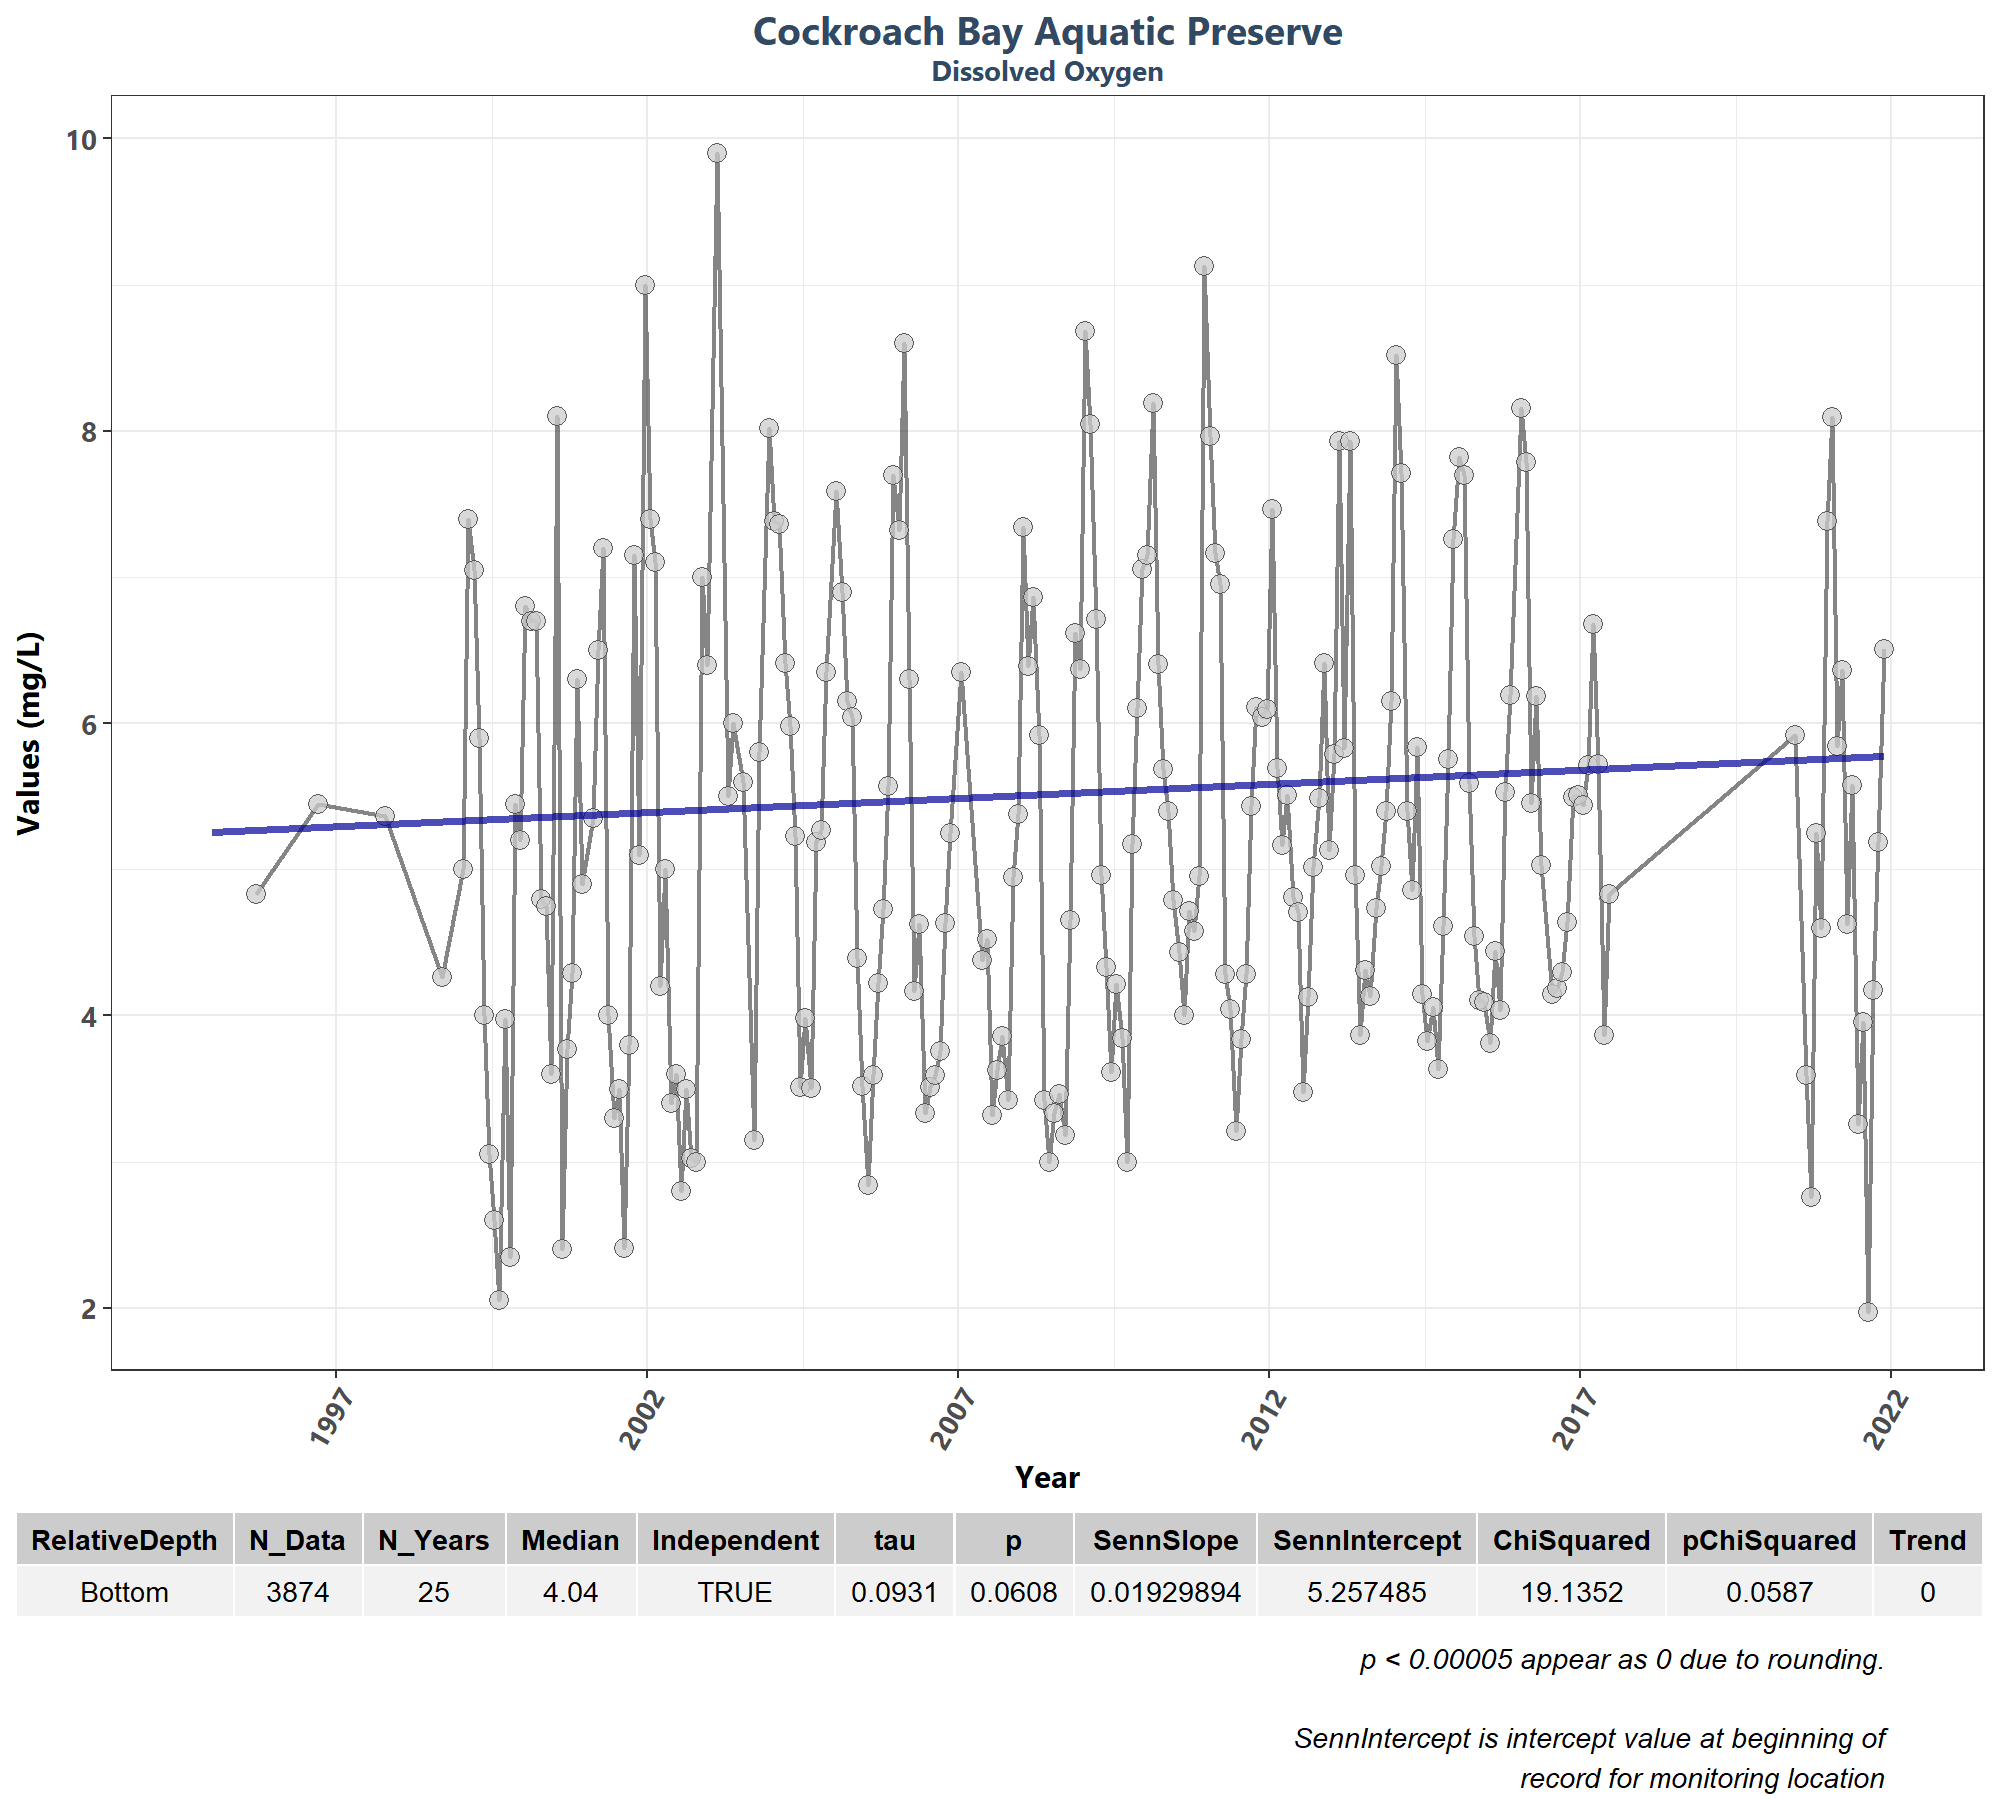 Cockroach Bay Aquatic Preserve
Dissolved Oxygen
10
8
6
4
2
Values (mg/L)
1997
2002
2007
2012
2017
2022
Year
RelativeDepth N_Data N_Years Median Independent tau p SennSlope SennIntercept ChiSquared pChiSquared Trend
Bottom 3874 25 4.04 TRUE 0.0931 0.0608 0.01929894 5.257485 19.1352 0.0587 0
p < 0.00005 appear as 0 due to rounding.
SennIntercept is intercept value at beginning of
record for monitoring location